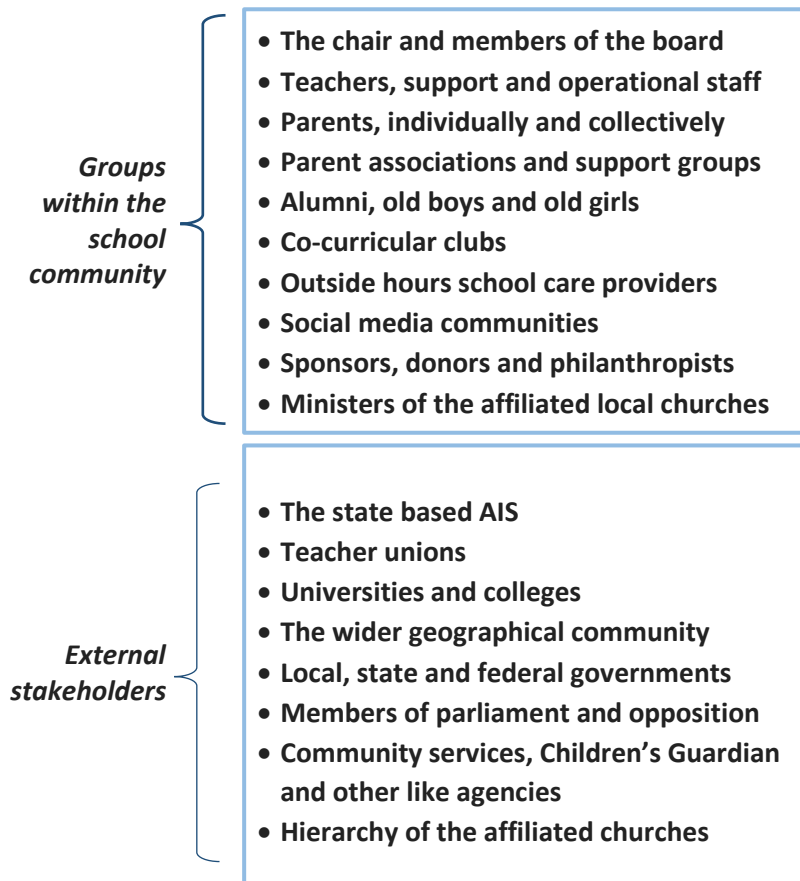 Groups
within the
school
community
• The chair and members of the board
• Teachers, support and operational staff
• Parents, individually and collectively
• Parent associations and support groups
• Alumni, old boys and old girls
• Co-curricular clubs
• Outside hours school care providers
• Social media communities
• Sponsors, donors and philanthropists
• Ministers of the affiliated local churches
External
stakeholders
• The state based AIS
• Teacher unions
• Universities and colleges
• The wider geographical community
• Local, state and federal governments
• Members of parliament and opposition
• Community services, Children’s Guardian
and other like agencies
• Hierarchy of the affiliated churches